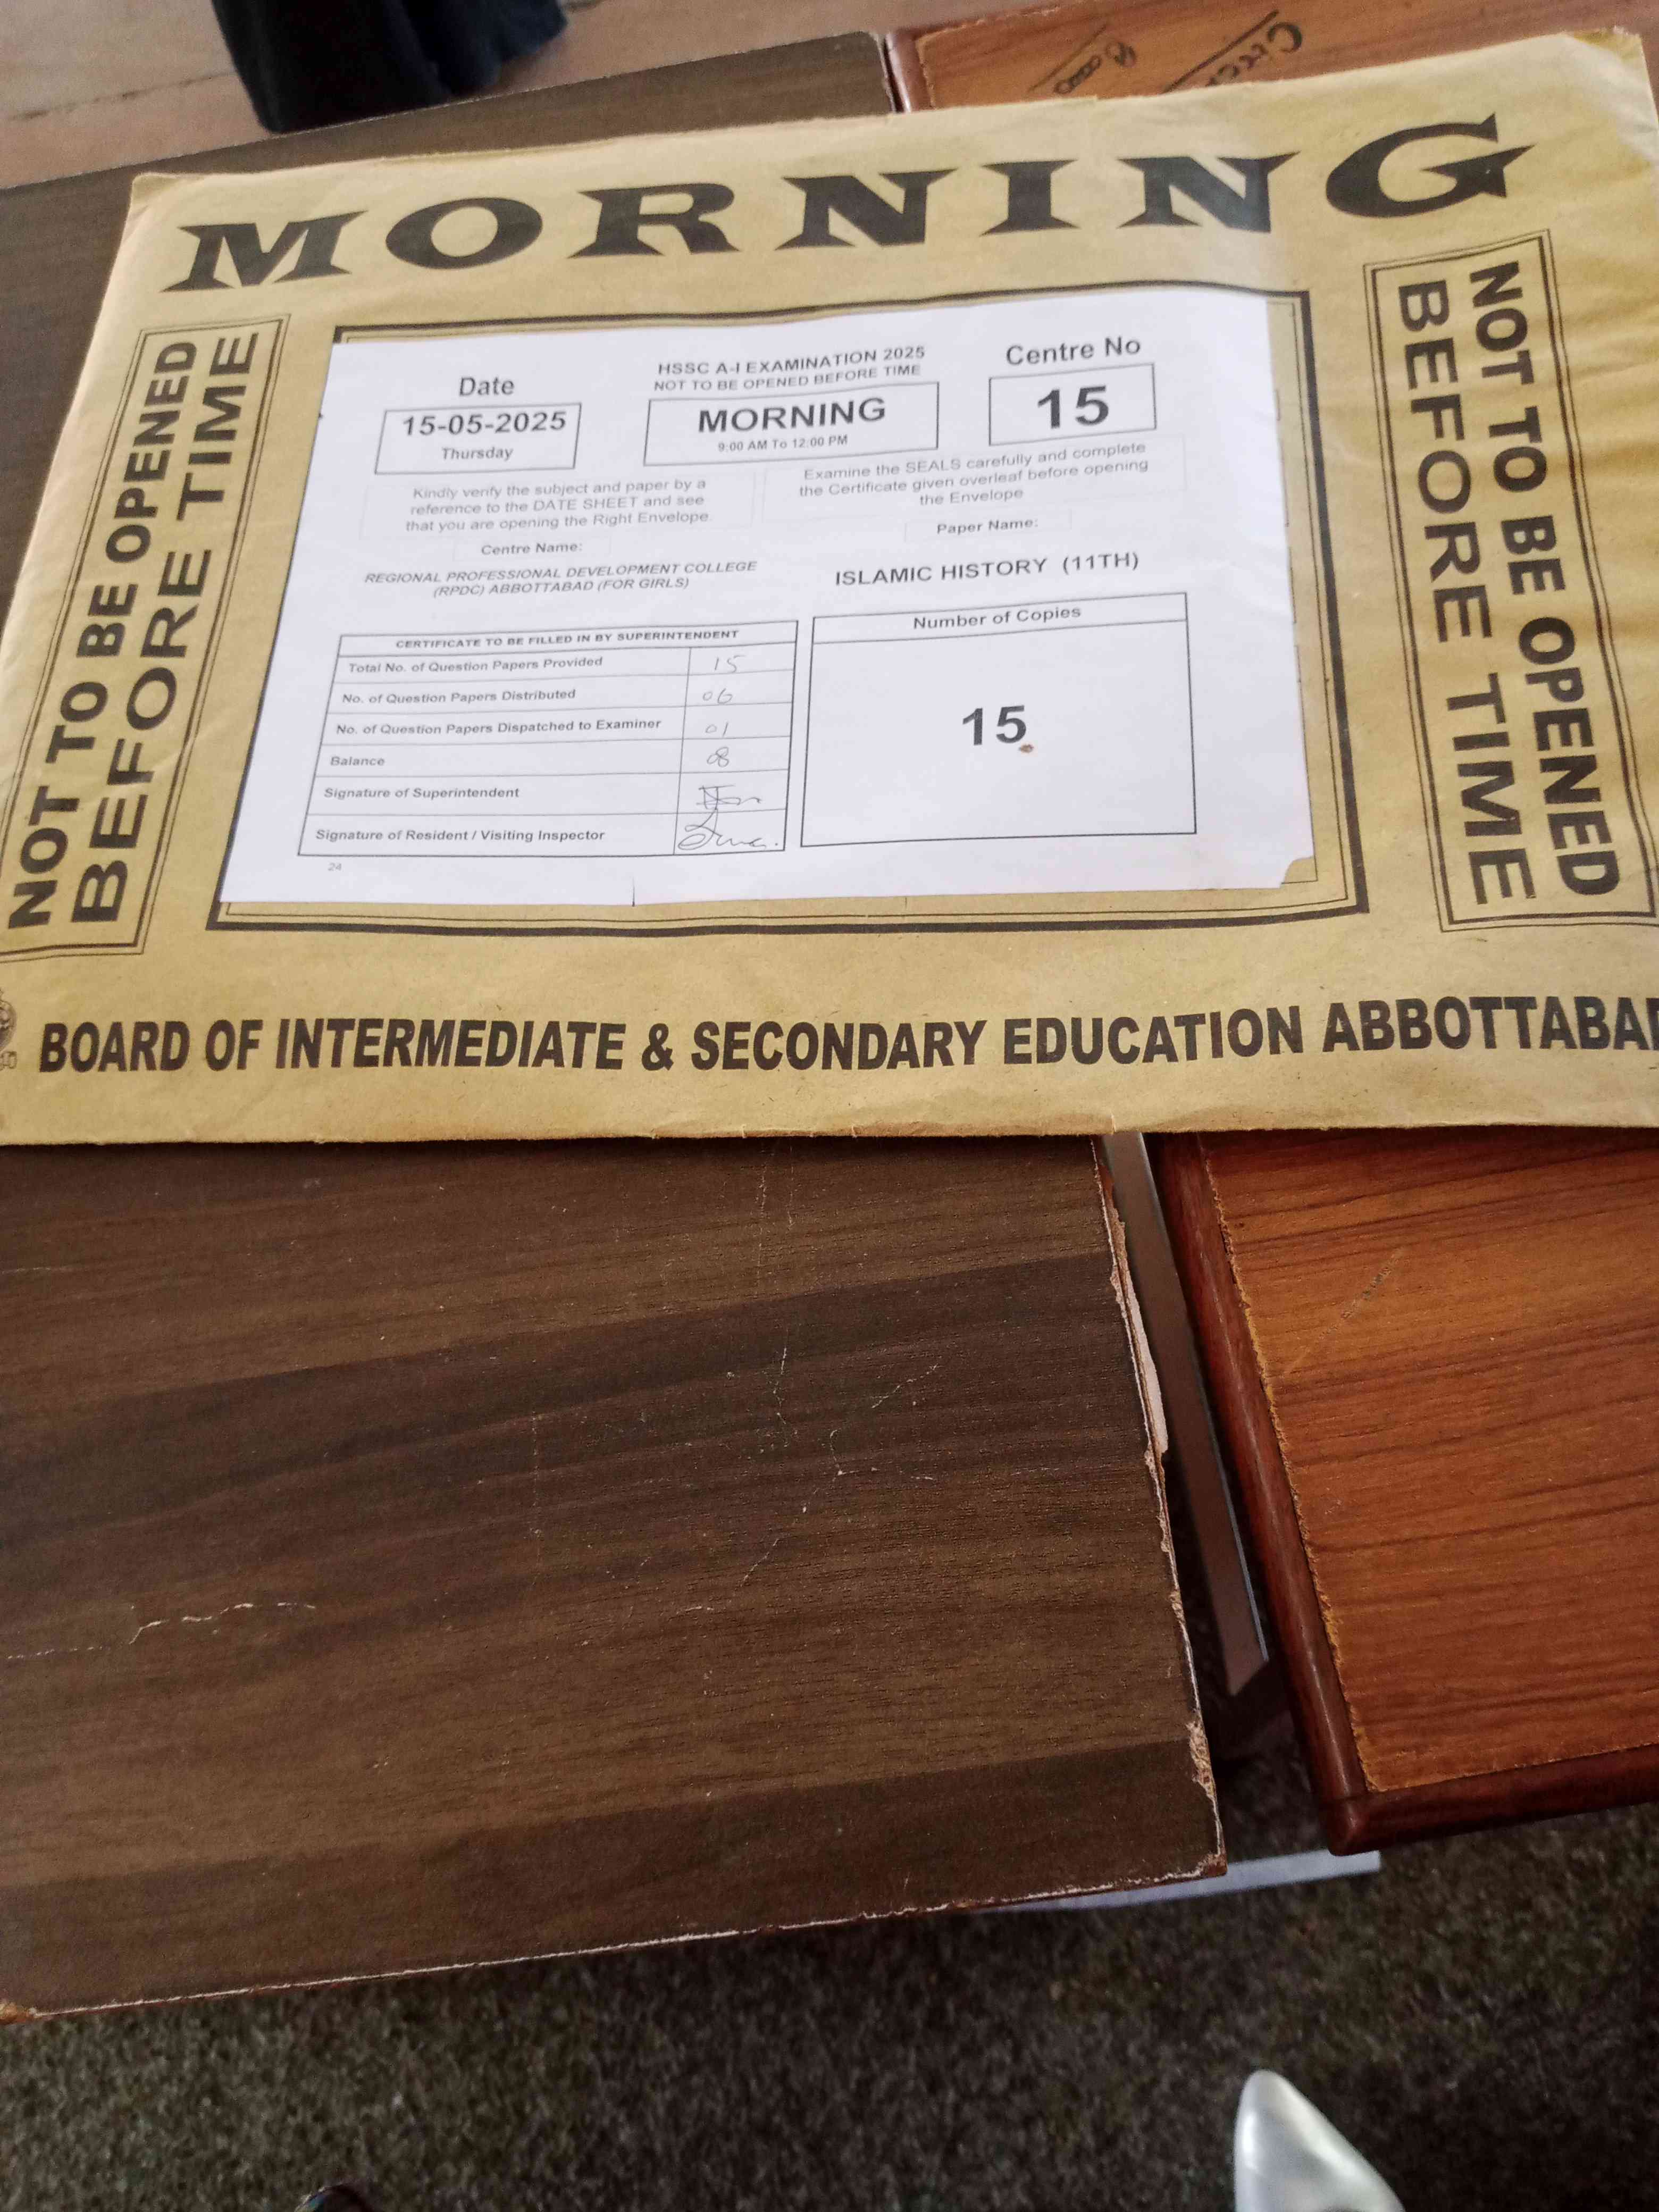 MORNING
NOT TO BE OPENED
BEFORE TIME
Date
15-05-2025
Thursday
HSSC A-I EXAMINATION 2025
NOT TO BE OPENED BEFORE TIME
MORNING
9:00 AM To 12:00 PM
Centre No
15
Kindly verify the subject and paper by a
reference to the DATE SHEET and see
that you are opening the Right Envelope
Examine the SEALS carefully and complete
the Certificate given overleaf before opening
the Envelope
Centre Name:
REGIONAL PROFESSIONAL DEVELOPMENT COLLEGE
(RPDC) ABBOTTABAD (FOR GIRLS)
Paper Name:
ISLAMIC HISTORY (11TH)
CERTIFICATE TO BE FILLED IN BY SUPERINTENDENT
Total No. of Question Papers Provided 15
No. of Question Papers Distributed 06
No. of Question Papers Dispatched to Examiner 01
Balance 08
Signature of Superintendent
Signature of Resident / Visiting Inspector
24
Number of Copies
15
NOT TO BE OPENED
BEFORE TIME
BOARD OF INTERMEDIATE & SECONDARY EDUCATION